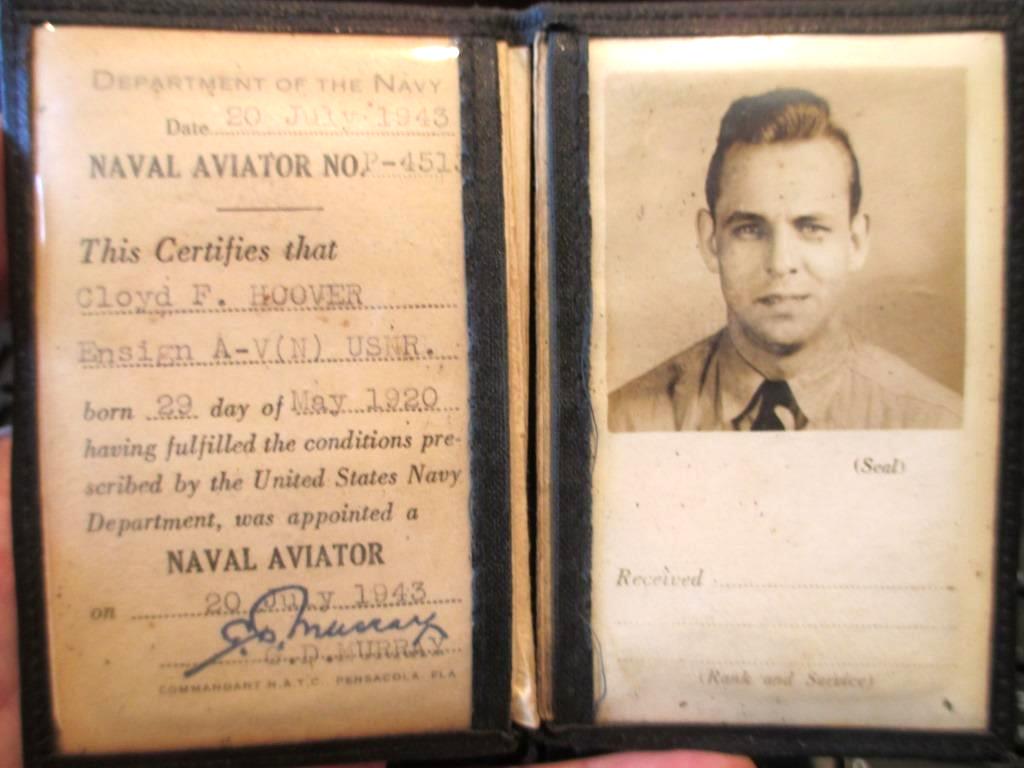 DEPARTMENT OF THE NAVY
Date 20 July 1943
NAVAL AVIATOR NO. P-4513
This Certifies that
Cloyd F. HOOVER
Ensign A-V(N) USNR.
born 29 day of May 1920
having fulfilled the conditions pre-
scribed by the United States Navy
Department, was appointed a
NAVAL AVIATOR
on 20 July 1943
G.D. Murray
G.D.MURRAY
COMMANDANT N.A.T.C. PENSACOLA FLA
(Seal)
Received
(Rank and Service)